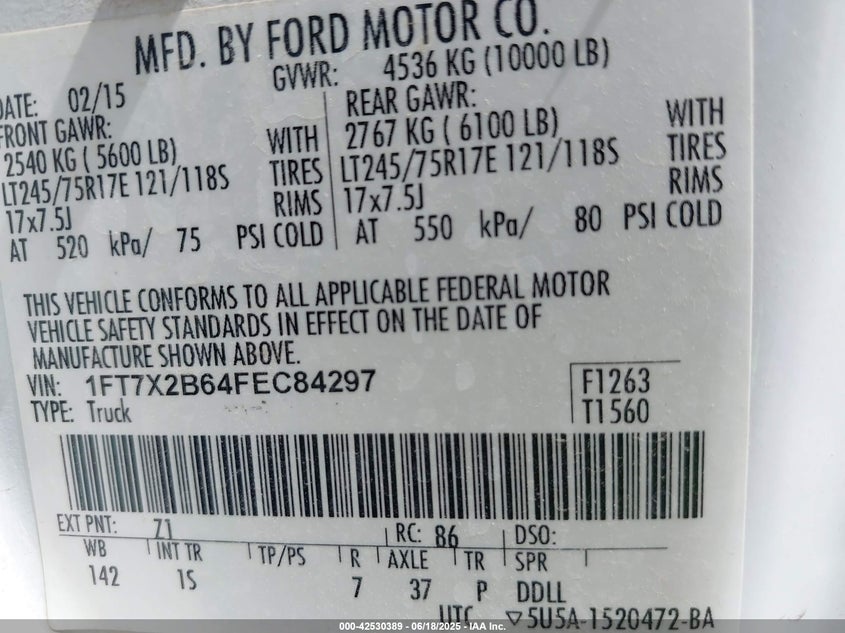 MFD. BY FORD MOTOR CO.
DATE: 02/15 GVWR: 4536 KG (10000 LB)
FRONT GAWR: REAR GAWR:
2540 KG ( 5600 LB) WITH 2767 KG ( 6100 LB) WITH
LT245/75R17E 121/118S TIRES LT245/75R17E 121/118S TIRES
17x7.5J RIMS 17x7.5J RIMS
AT 520 kPa/ 75 PSI COLD AT 550 kPa/ 80 PSI COLD
THIS VEHICLE CONFORMS TO ALL APPLICABLE FEDERAL MOTOR
VEHICLE SAFETY STANDARDS IN EFFECT ON THE DATE OF
MANUFACTURE SHOWN ABOVE.
VIN: 1FT7X2B64FEC84297 F1263
TYPE: Truck T1560
EXT PNT: Z1 RC: 86 DSO:
WB INT TR TP/PS R AXLE TR SPR
142 1S 7 37 P DDLL
UTC ▽5U5A-1520472-BA
000-42530389 - 06/18/2025 - IAA Inc.